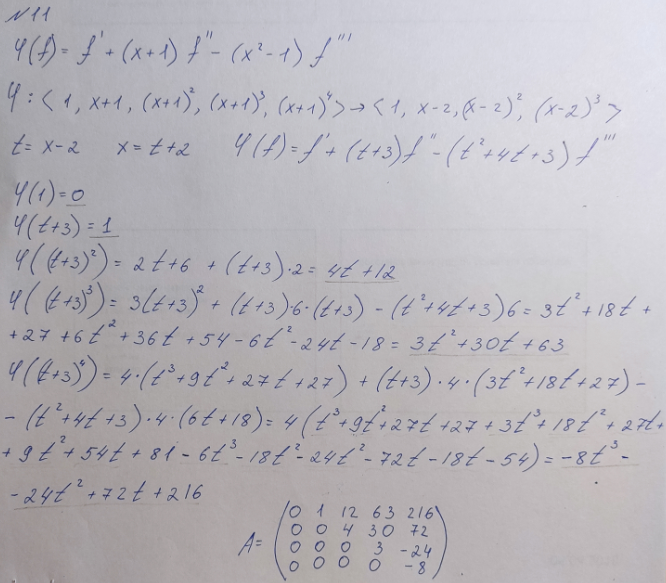 N 11
φ(f) = f' + (x+1) f'' - (x²-1) f'''
φ: < 1, x+1, (x+1)², (x+1)³, (x+1)⁴ > → < 1, x-2, (x-2)², (x-2)³ >
t = x-2 x = t+2 φ(f) = f' + (t+3) f'' - (t²+4t+3) f'''
φ(1) = 0
φ(t+3) = 1
φ((t+3)²) = 2t+6 + (t+3)·2 = 4t+12
φ((t+3)³) = 3(t+3)² + (t+3)6·(t+3) - (t²+4t+3)6 = 3t²+18t+
+27+6t²+36t+54-6t²-24t-18 = 3t²+30t+63
φ((t+3)⁴) = 4·(t³+9t²+27t+27) + (t+3)·4·(3t²+18t+27) -
- (t²+4t+3)·4·(6t+18) = 4(t³+9t²+27t+27+3t³+18t²+27t+
+9t²+54t+81-6t³-18t²-24t²-72t-18t-54) = -8t³-
-24t²+72t+216
A = (0 1 12 63 216
0 0 4 30 72
0 0 0 3 -24
0 0 0 0 -8)